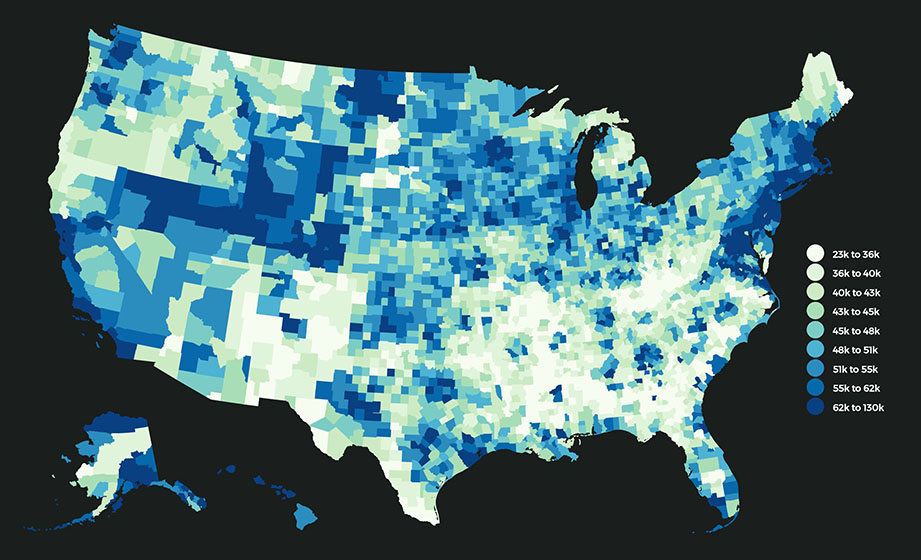 23k to 36k
36k to 40k
40k to 43k
43k to 45k
45k to 48k
48k to 51k
51k to 55k
55k to 62k
62k to 130k